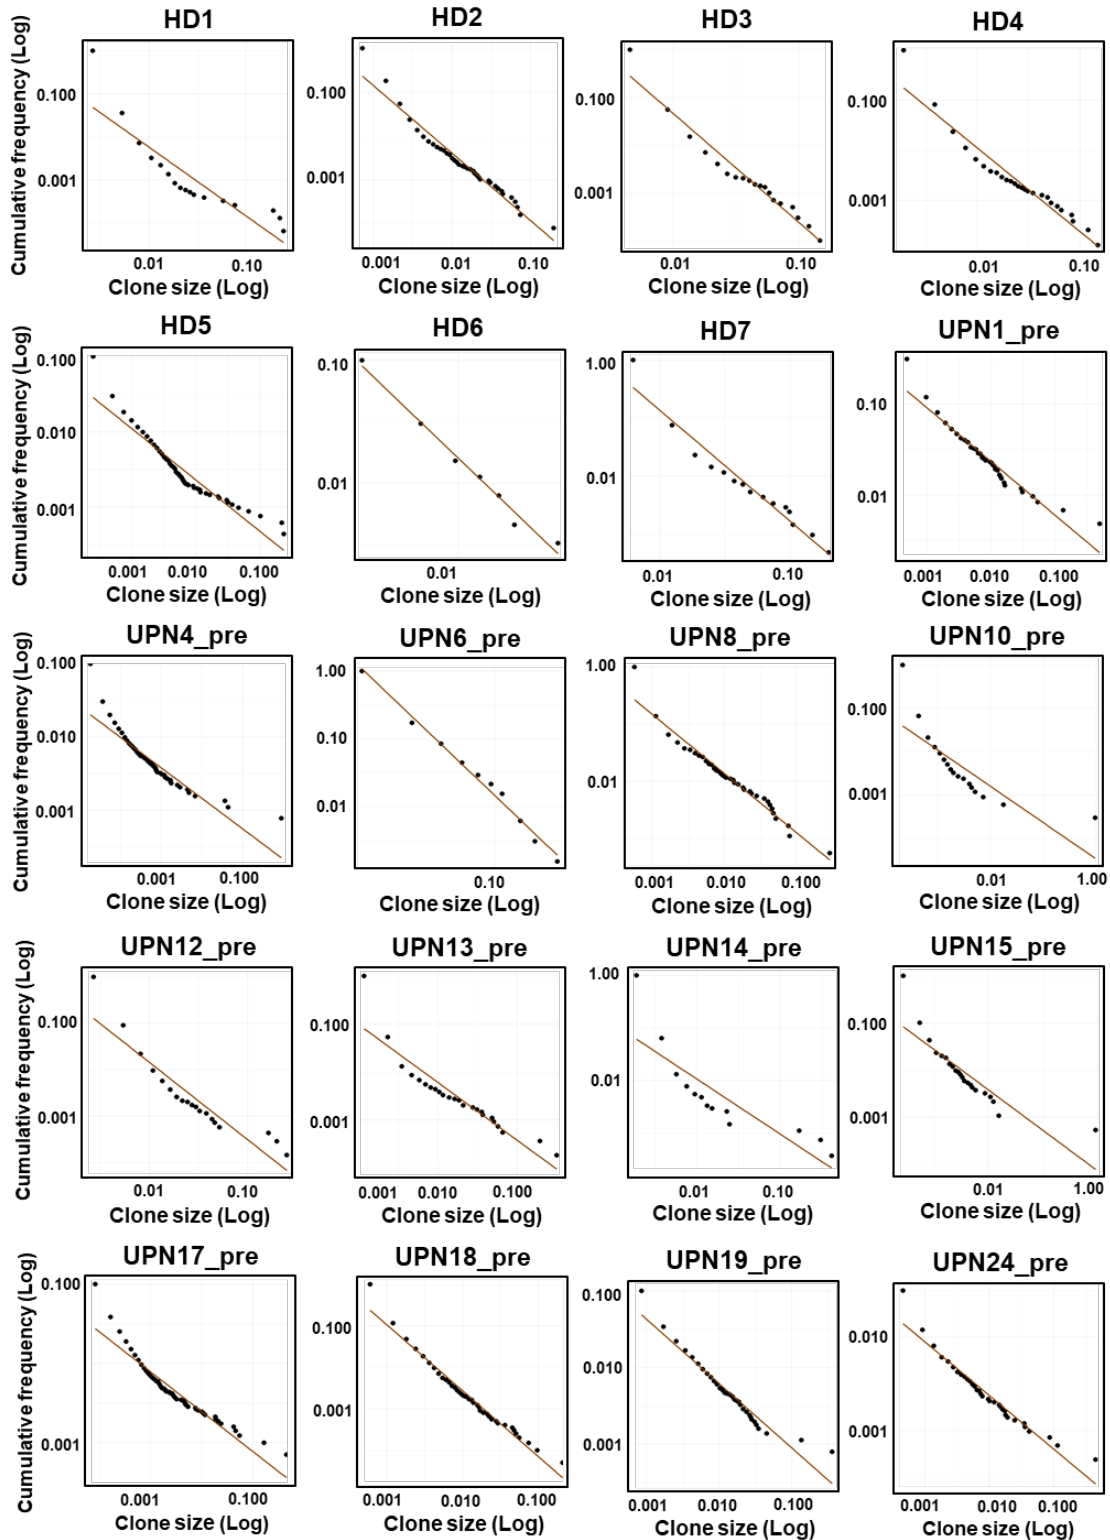 HD1
HD2
HD3
HD4
Cumulative frequency (Log)
0.100
0.001
0.100
0.001
0.100
0.001
0.100
0.001
0.01 0.10
0.001 0.01 0.10
0.01 0.10
0.01 0.10
Clone size (Log)
Clone size (Log)
Clone size (Log)
Clone size (Log)
HD5
HD6
HD7
UPN1_pre
Cumulative frequency (Log)
0.100
0.010
0.001
0.10
0.01
1.00
0.01
0.10
0.01
0.001 0.010 0.100
0.01
0.01 0.10
0.001 0.010 0.100
Clone size (Log)
Clone size (Log)
Clone size (Log)
Clone size (Log)
UPN4_pre
UPN6_pre
UPN8_pre
UPN10_pre
Cumulative frequency (Log)
0.100
0.010
0.001
1.00
0.10
0.01
1.00
0.01
0.100
0.001
0.001 0.100
0.10
0.001 0.010 0.100
0.01 1.00
Clone size (Log)
Clone size (Log)
Clone size (Log)
Clone size (Log)
UPN12_pre
UPN13_pre
UPN14_pre
UPN15_pre
Cumulative frequency (Log)
0.100
0.001
0.100
0.001
1.00
0.01
0.100
0.001
0.01 0.10
0.001 0.010 0.100
0.01 0.10
0.01 1.00
Clone size (Log)
Clone size (Log)
Clone size (Log)
Clone size (Log)
UPN17_pre
UPN18_pre
UPN19_pre
UPN24_pre
Cumulative frequency (Log)
0.100
0.001
0.100
0.001
0.100
0.010
0.001
0.010
0.001
0.001 0.100
0.001 0.010 0.100
0.001 0.010 0.100
0.001 0.010 0.100
Clone size (Log)
Clone size (Log)
Clone size (Log)
Clone size (Log)